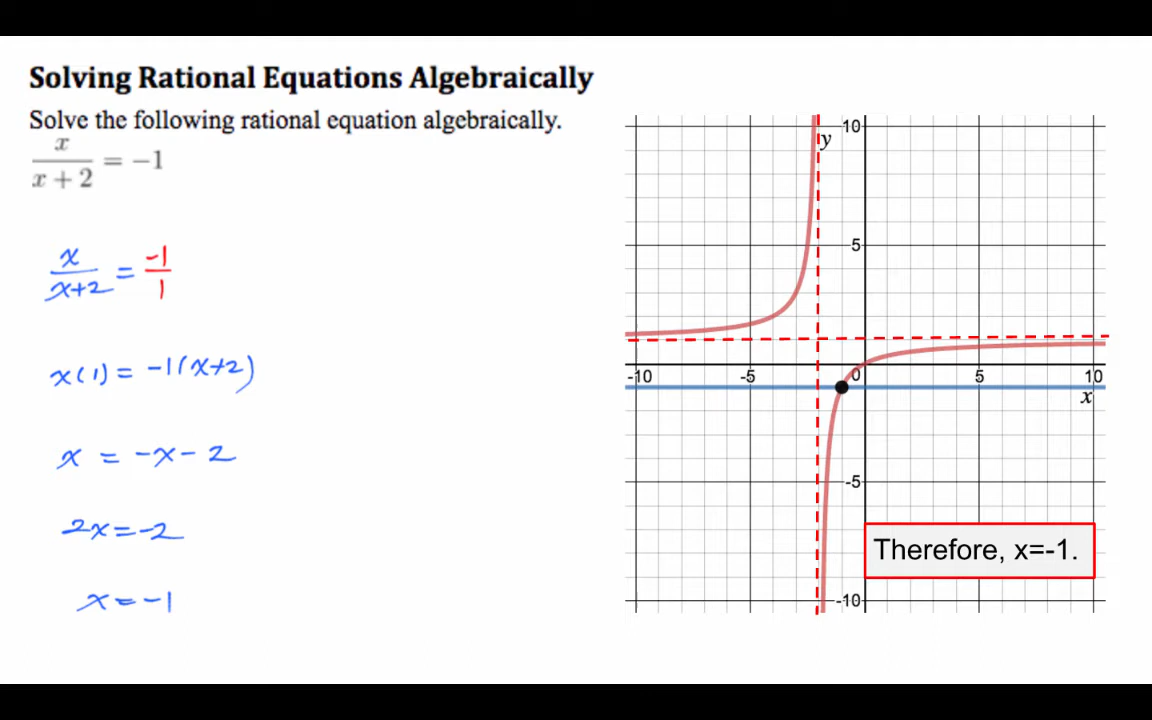 Solving Rational Equations Algebraically
Solve the following rational equation algebraically.
x/(x + 2) = −1
x/(x+2) = -1/1
x(1) = -1(x+2)
x = -x - 2
2x = -2
x = -1
10
y
5
-10 -5 0 5 10
x
-5
Therefore, x=-1.
-10